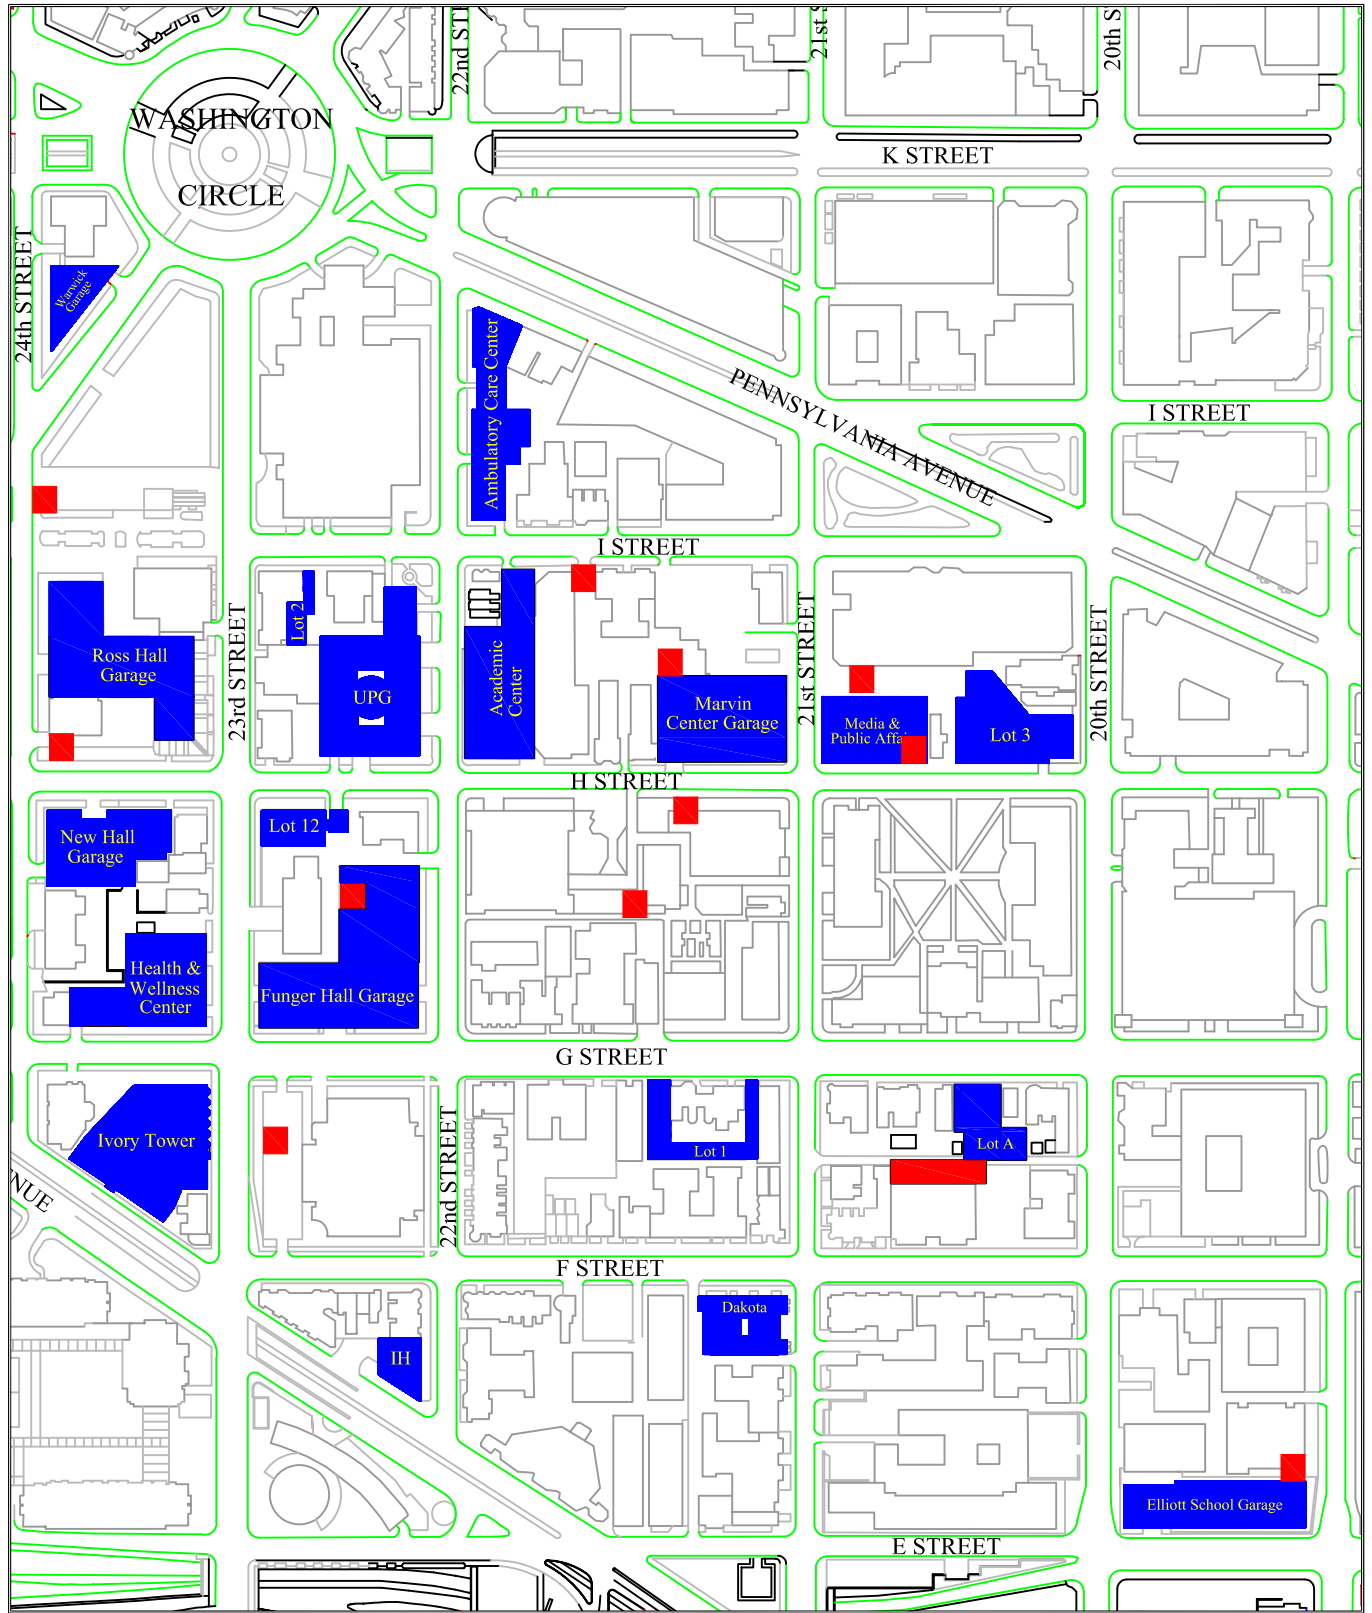 22nd STR
21st S
20th S
WASHINGTON
K STREET
CIRCLE
24th STREET
Warwick
Garage
Ambulatory Care Center
PENNSYLVANIA AVENUE
I STREET
I STREET
23rd STREET
Lot 2
Ross Hall
Garage
UPG
Academic
Center
Marvin
Center Garage
21st STREET
Media &
Public Affa
Lot 3
20th STREET
H STREET
New Hall
Garage
Lot 12
Health &
Wellness
Center
Funger Hall Garage
G STREET
Ivory Tower
NUE
22nd STREET
Lot 1
Lot A
F STREET
Dakota
IH
Elliott School Garage
E STREET